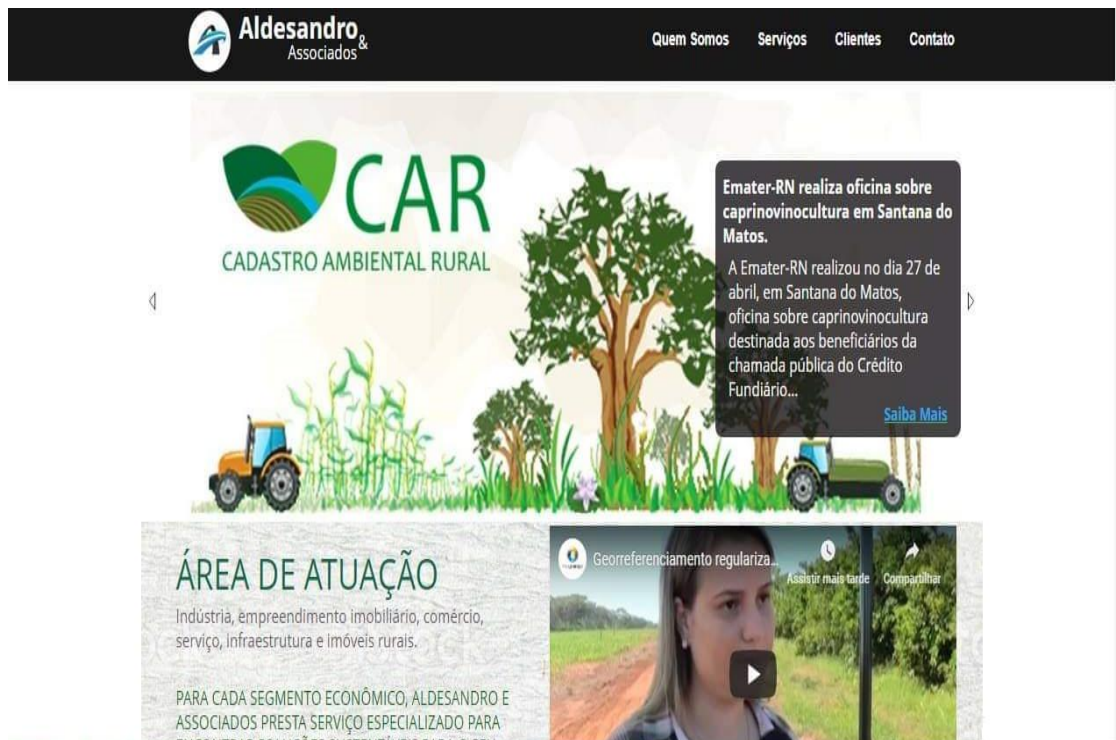 Aldesandro &
Associados
Quem Somos Serviços Clientes Contato
CAR
CADASTRO AMBIENTAL RURAL
Emater-RN realiza oficina sobre
caprinovinocultura em Santana do
Matos.
A Emater-RN realizou no dia 27 de
abril, em Santana do Matos,
oficina sobre caprinovinocultura
destinada aos beneficiários da
chamada pública do Crédito
Fundiário...
Saiba Mais
ÁREA DE ATUAÇÃO
Indústria, empreendimento imobiliário, comércio,
serviço, infraestrutura e imóveis rurais.
PARA CADA SEGMENTO ECONÔMICO, ALDESANDRO E
ASSOCIADOS PRESTA SERVIÇO ESPECIALIZADO PARA
Georreferenciamento regulariza...
Assistir mais tarde Compartilhar